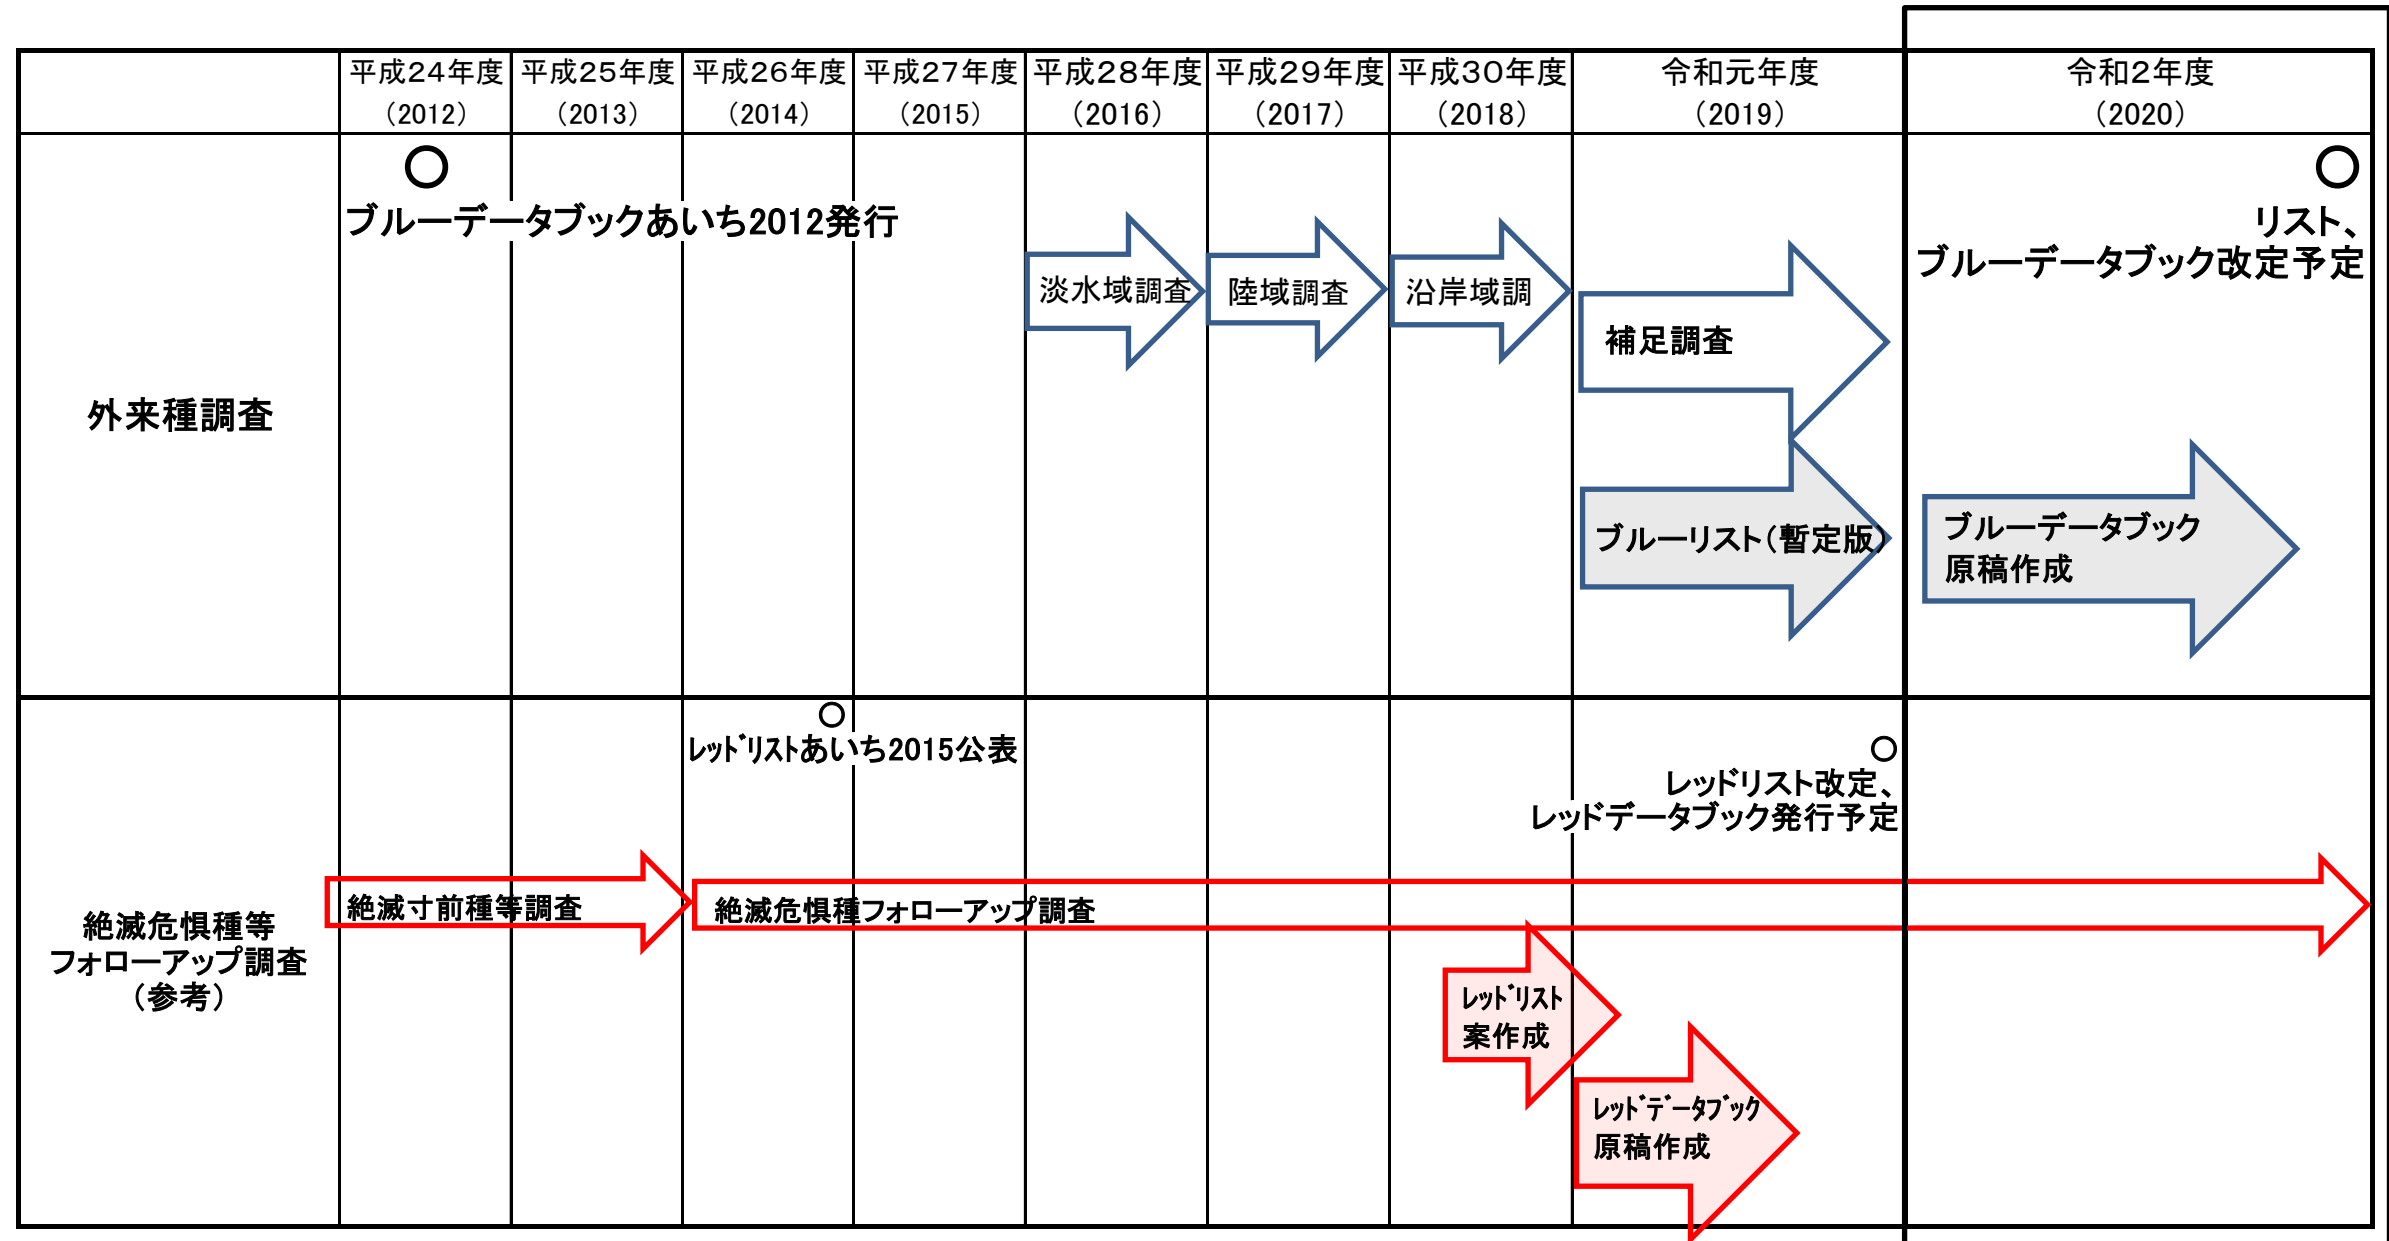 平成24年度
（2012）
平成25年度
（2013）
平成26年度
（2014）
平成27年度
（2015）
平成28年度
（2016）
平成29年度
（2017）
平成30年度
（2018）
令和元年度
（2019）
令和2年度
（2020）
外来種調査
ブルーデータブックあいち2012発行
淡水域調査
陸域調査
沿岸域調
補足調査
ブルーリスト（暫定版）
リスト、
ブルーデータブック改定予定
ブルーデータブック
原稿作成
絶滅危惧種等
フォローアップ調査
（参考）
ﾚｯﾄﾞﾘｽﾄあいち2015公表
レッドリスト改定、
レッドデータブック発行予定
絶滅寸前種等調査
絶滅危惧種フォローアップ調査
ﾚｯﾄﾞﾘｽﾄ
案作成
ﾚｯﾄﾞﾃﾞｰﾀﾌﾞｯｸ
原稿作成